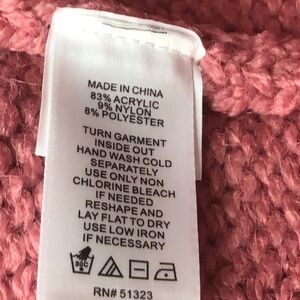 MADE IN CHINA
83% ACRYLIC
9% NYLON
8% POLYESTER
TURN GARMENT
INSIDE OUT
HAND WASH COLD
SEPARATELY
USE ONLY NON
CHLORINE BLEACH
IF NEEDED
RESHAPE AND
LAY FLAT TO DRY
USE LOW IRON
IF NECESSARY
RN# 51323